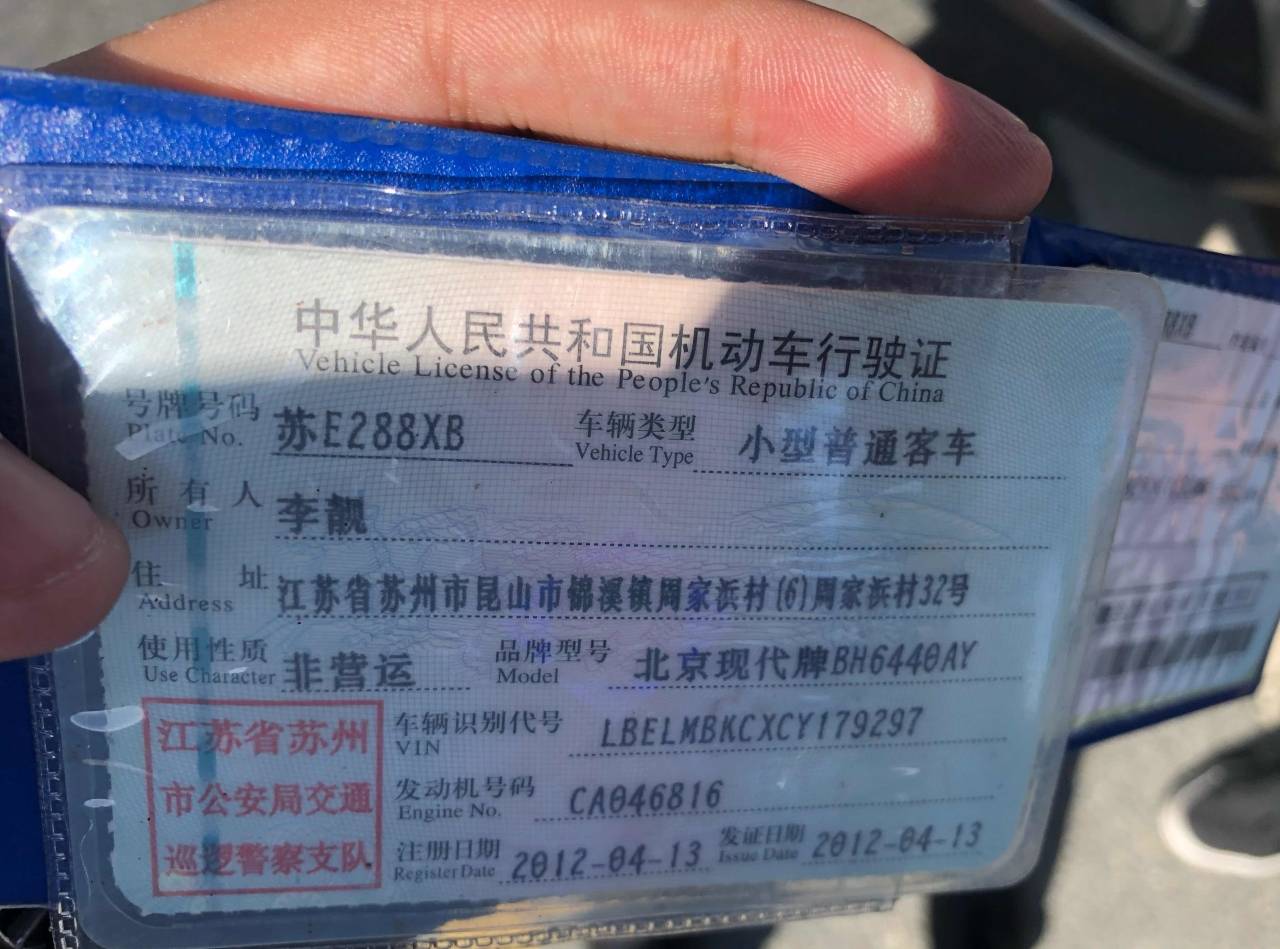 中华人民共和国机动车行驶证
Vehicle License of the People's Republic of China
号牌号码 苏E288XB 车辆类型 小型普通客车
Plate No. Vehicle Type
所有人 李靓
Owner
住址 江苏省苏州市昆山市锦溪镇周家浜村(6)周家浜村32号
Address
使用性质 非营运 品牌型号 北京现代牌BH6440AY
Use Character Model
江苏省苏州
市公安局交通
巡逻警察支队
车辆识别代号 LBELMBKCXCY179297
VIN
发动机号码 CA046816
Engine No.
注册日期 2012-04-13 发证日期 2012-04-13
Register Date Issue Date